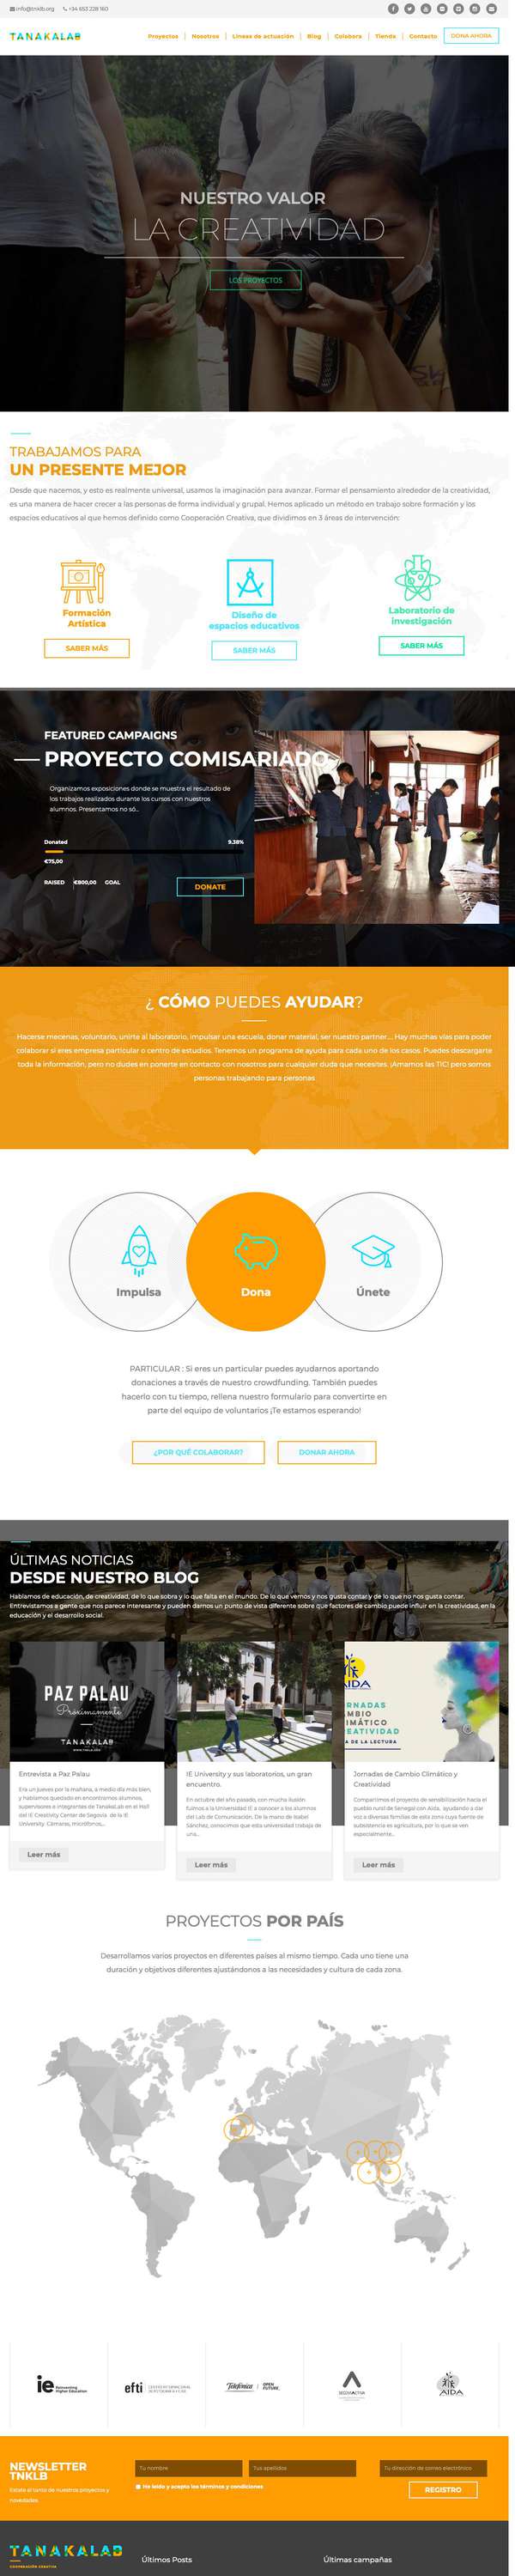 info@tnklb.org +34 653 228 160
TANAKALAB
Proyectos Nosotros Líneas de actuación Blog Colabora Tienda Contacto DONA AHORA
NUESTRO VALOR
LA CREATIVIDAD
LOS PROYECTOS
TRABAJAMOS PARA
UN PRESENTE MEJOR
Desde que nacemos, y esto es realmente universal, usamos la imaginación para avanzar. Formar el pensamiento alrededor de la creatividad,
es una manera de hacer crecer a las personas de forma individual y grupal. Hemos aplicado un método en trabajo sobre formación y los
espacios educativos al que hemos definido como Cooperación Creativa, que dividimos en 3 áreas de intervención:
Formación
Artística
SABER MÁS
Diseño de
espacios educativos
SABER MÁS
Laboratorio de
investigación
SABER MÁS
FEATURED CAMPAIGNS
PROYECTO COMISARIADO
Organizamos exposiciones donde se muestra el resultado de
los trabajos realizados durante los cursos con nuestros
alumnos. Presentamos no só...
Donated 9.38%
€75,00
RAISED €800,00 GOAL
DONATE
¿ CÓMO PUEDES AYUDAR?
Hacerse mecenas, voluntario, unirte al laboratorio, impulsar una escuela, donar material, ser nuestro partner... Hay muchas vías para poder
colaborar si eres empresa particular o centro de estudios. Tenemos un programa de ayuda para cada uno de los casos. Puedes descargarte
toda la información, pero no dudes en ponerte en contacto con nosotros para cualquier duda que necesites. ¡Amamos las TIC! pero somos
personas trabajando para personas
Impulsa
Dona
Únete
PARTICULAR : Si eres un particular puedes ayudarnos aportando
donaciones a través de nuestro crowdfunding. También puedes
hacerlo con tu tiempo, rellena nuestro formulario para convertirte en
parte del equipo de voluntarios ¡Te estamos esperando!
¿POR QUÉ COLABORAR?
DONAR AHORA
ÚLTIMAS NOTICIAS
DESDE NUESTRO BLOG
Hablamos de educación, de creatividad, de lo que sobra y lo que falta en el mundo. De lo que vemos y nos gusta contar y de lo que no nos gusta contar.
Entrevistamos a gente que nos parece interesante y que pueden darnos un punto de vista diferente sobre que factores de cambio puede influir en la creatividad, en la
educación y el desarrollo social.
PAZ PALAU
Próximamente
TANAKALAB
AIDA
RNADAS
MBIO
IMÁTICO
EATIVIDAD
A DE LA LECTURA
Entrevista a Paz Palau
Era un jueves por la mañana, a medio día más bien,
y habíamos quedado en encontrarnos alumnos,
supervisores e integrantes de TanakaLab en el Hall
del IE Creativity Center de Segovia de la IE
University. Cámaras, micrófonos,...
Leer más
IE University y sus laboratorios, un gran
encuentro.
En octubre del año pasado, con mucha ilusión
fuimos a la Universidad IE a conocer a los alumnos
del Lab de Comunicación. De la mano de Isabel
Sánchez, conocimos que esta universidad trabaja de
una...
Leer más
Jornadas de Cambio Climático y
Creatividad
Compartimos el proyecto de sensibilización hacia el
pueblo rural de Senegal con Aida, ayudando a dar
voz a diversas familias de esta zona cuya fuente de
subsistencia es agricultura, por lo que se ven
especialmente...
Leer más
PROYECTOS POR PAÍS
Desarrollamos varios proyectos en diferentes países al mismo tiempo. Cada uno tiene una
duración y objetivos diferentes ajustándonos a las necesidades y cultura de cada zona.
ie Reinventing
Higher Education
efti
Telefónica OPEN
FUTURE_
SEGOVIACTIVA
AIDA
NEWSLETTER
TNKLB
Estate al tanto de nuestros proyectos y
novedades.
Tu nombre
Tus apellidos
Tu dirección de correo electrónico
He leído y acepto los términos y condiciones
REGISTRO
TANAKALAB
COOPERACIÓN CREATIVA
Últimos Posts
Últimas campañas